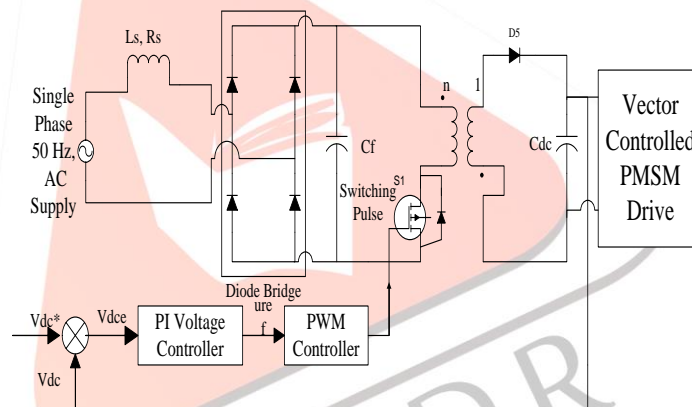 Ls, Rs
D5
n
1
Single
Phase
50 Hz,
AC
Supply
Cf
Cdc
Vector
Controlled
PMSM
Drive
Switching
Pulse
S1
Diode Bridge
ure
f
Vdc*
Vdce
PI Voltage
Controller
PWM
Controller
Vdc
D R